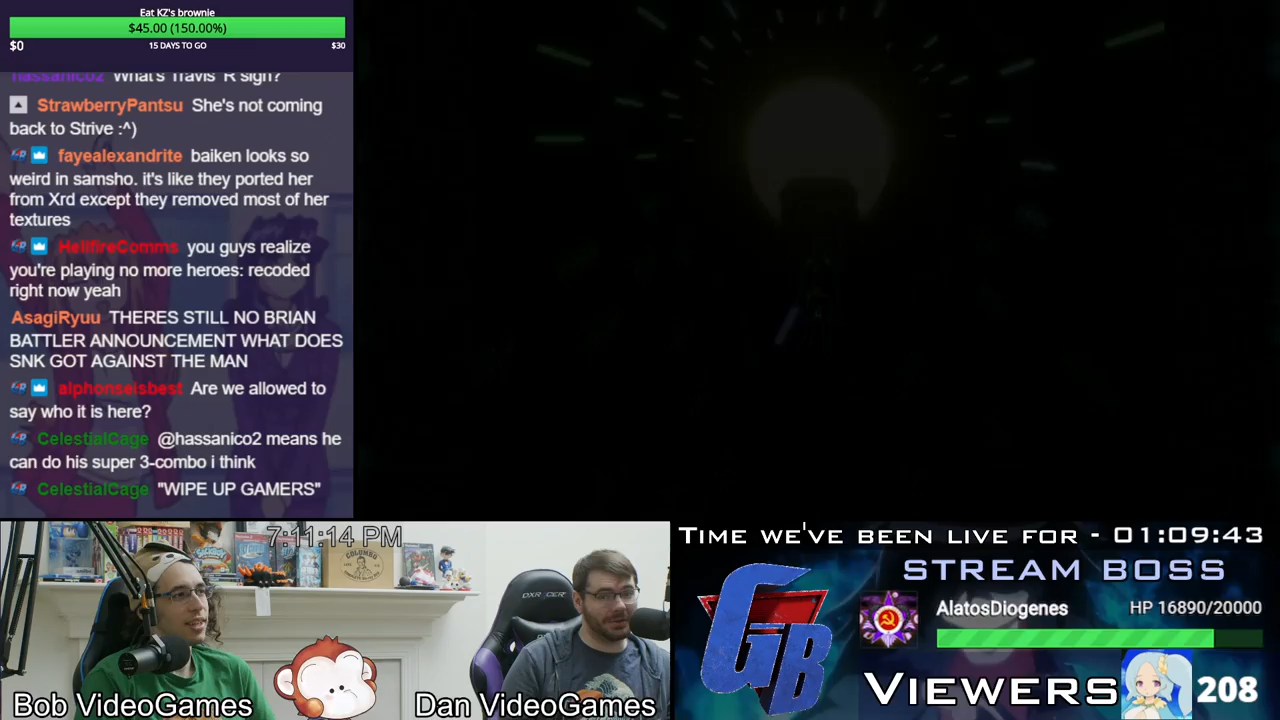 Eat KZ's brownie
$45.00 (150.00%)
$0
15 DAYS TO GO
$30
hassanico2 What's Travis 'R sign?
StrawberryPantsu She's not coming
back to Strive :^)
fayealexandrite baiken looks so
weird in samsho. it's like they ported her
from Xrd except they removed most of her
textures
HellfireComms you guys realize
you're playing no more heroes: recoded
right now yeah
AsagiRyuu THERES STILL NO BRIAN
BATTLER ANNOUNCEMENT WHAT DOES
SNK GOT AGAINST THE MAN
alphonseisbest Are we allowed to
say who it is here?
CelestialCage @hassanico2 means he
can do his super 3-combo i think
CelestialCage "WIPE UP GAMERS"
7:11:14 PM
COLUMBO
DXRACER
Bob VideoGames
Dan VideoGames
TIME WE'VE BEEN LIVE FOR - 01:09:43
STREAM BOSS
GB
AlatosDiogenes
HP 16890/20000
VIEWERS
208